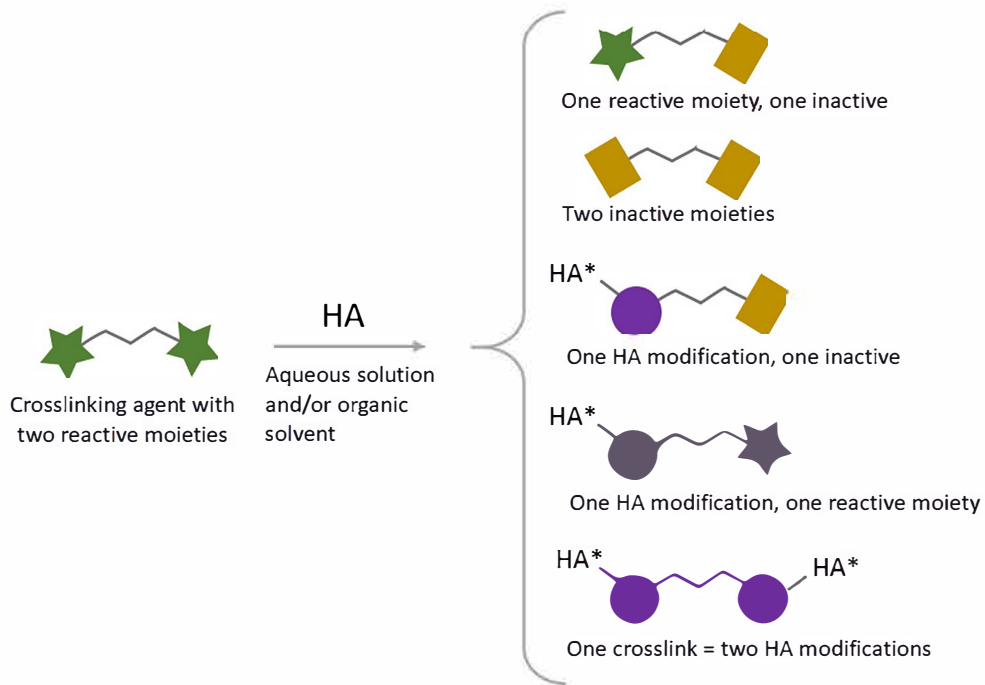 One reactive moiety, one inactive
Two inactive moieties
HA*
One HA modification, one inactive
HA
Aqueous solution
and/or organic
solvent
Crosslinking agent with
two reactive moieties
HA*
One HA modification, one reactive moiety
HA*
HA*
One crosslink = two HA modifications